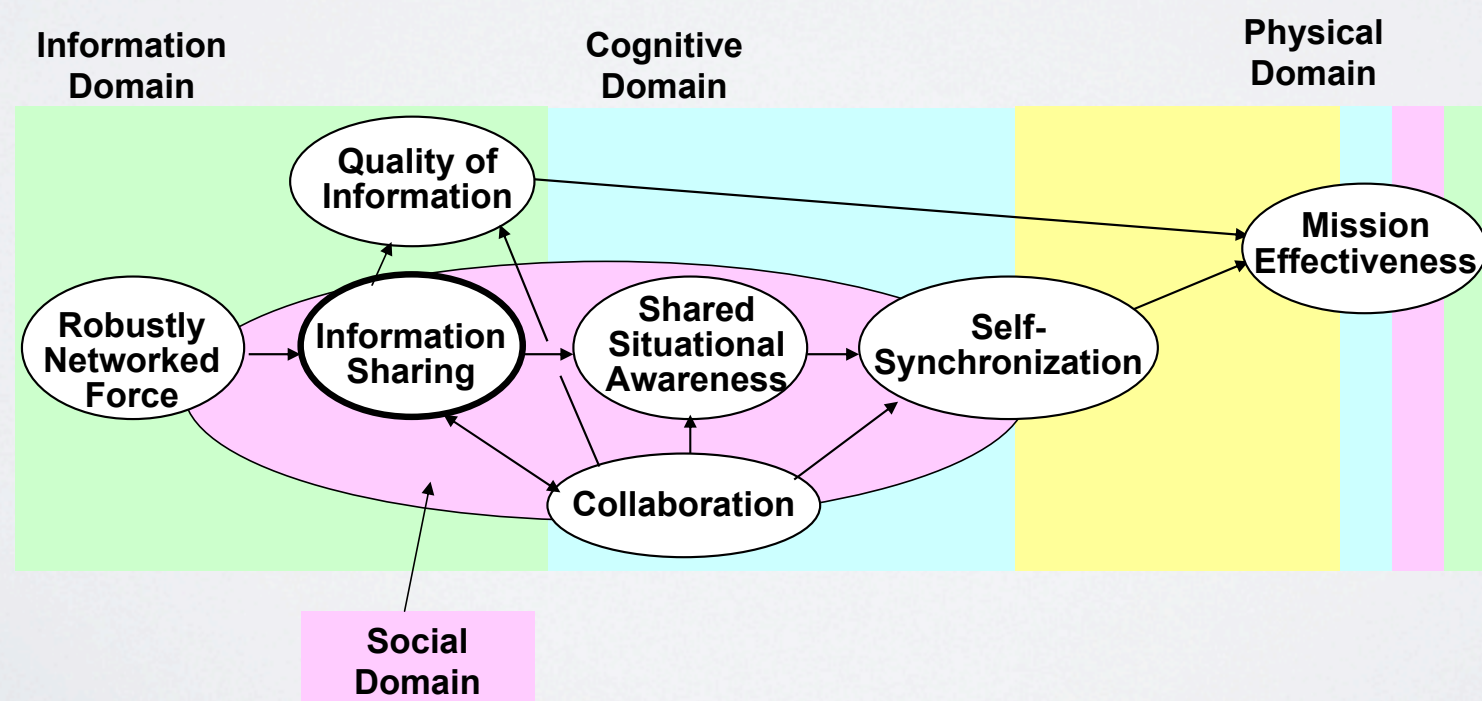 Information
Domain
Cognitive
Domain
Physical
Domain
Quality of
Information
Mission
Effectiveness
Robustly
Networked
Force
Information
Sharing
Shared
Situational
Awareness
Self-
Synchronization
Collaboration
Social
Domain